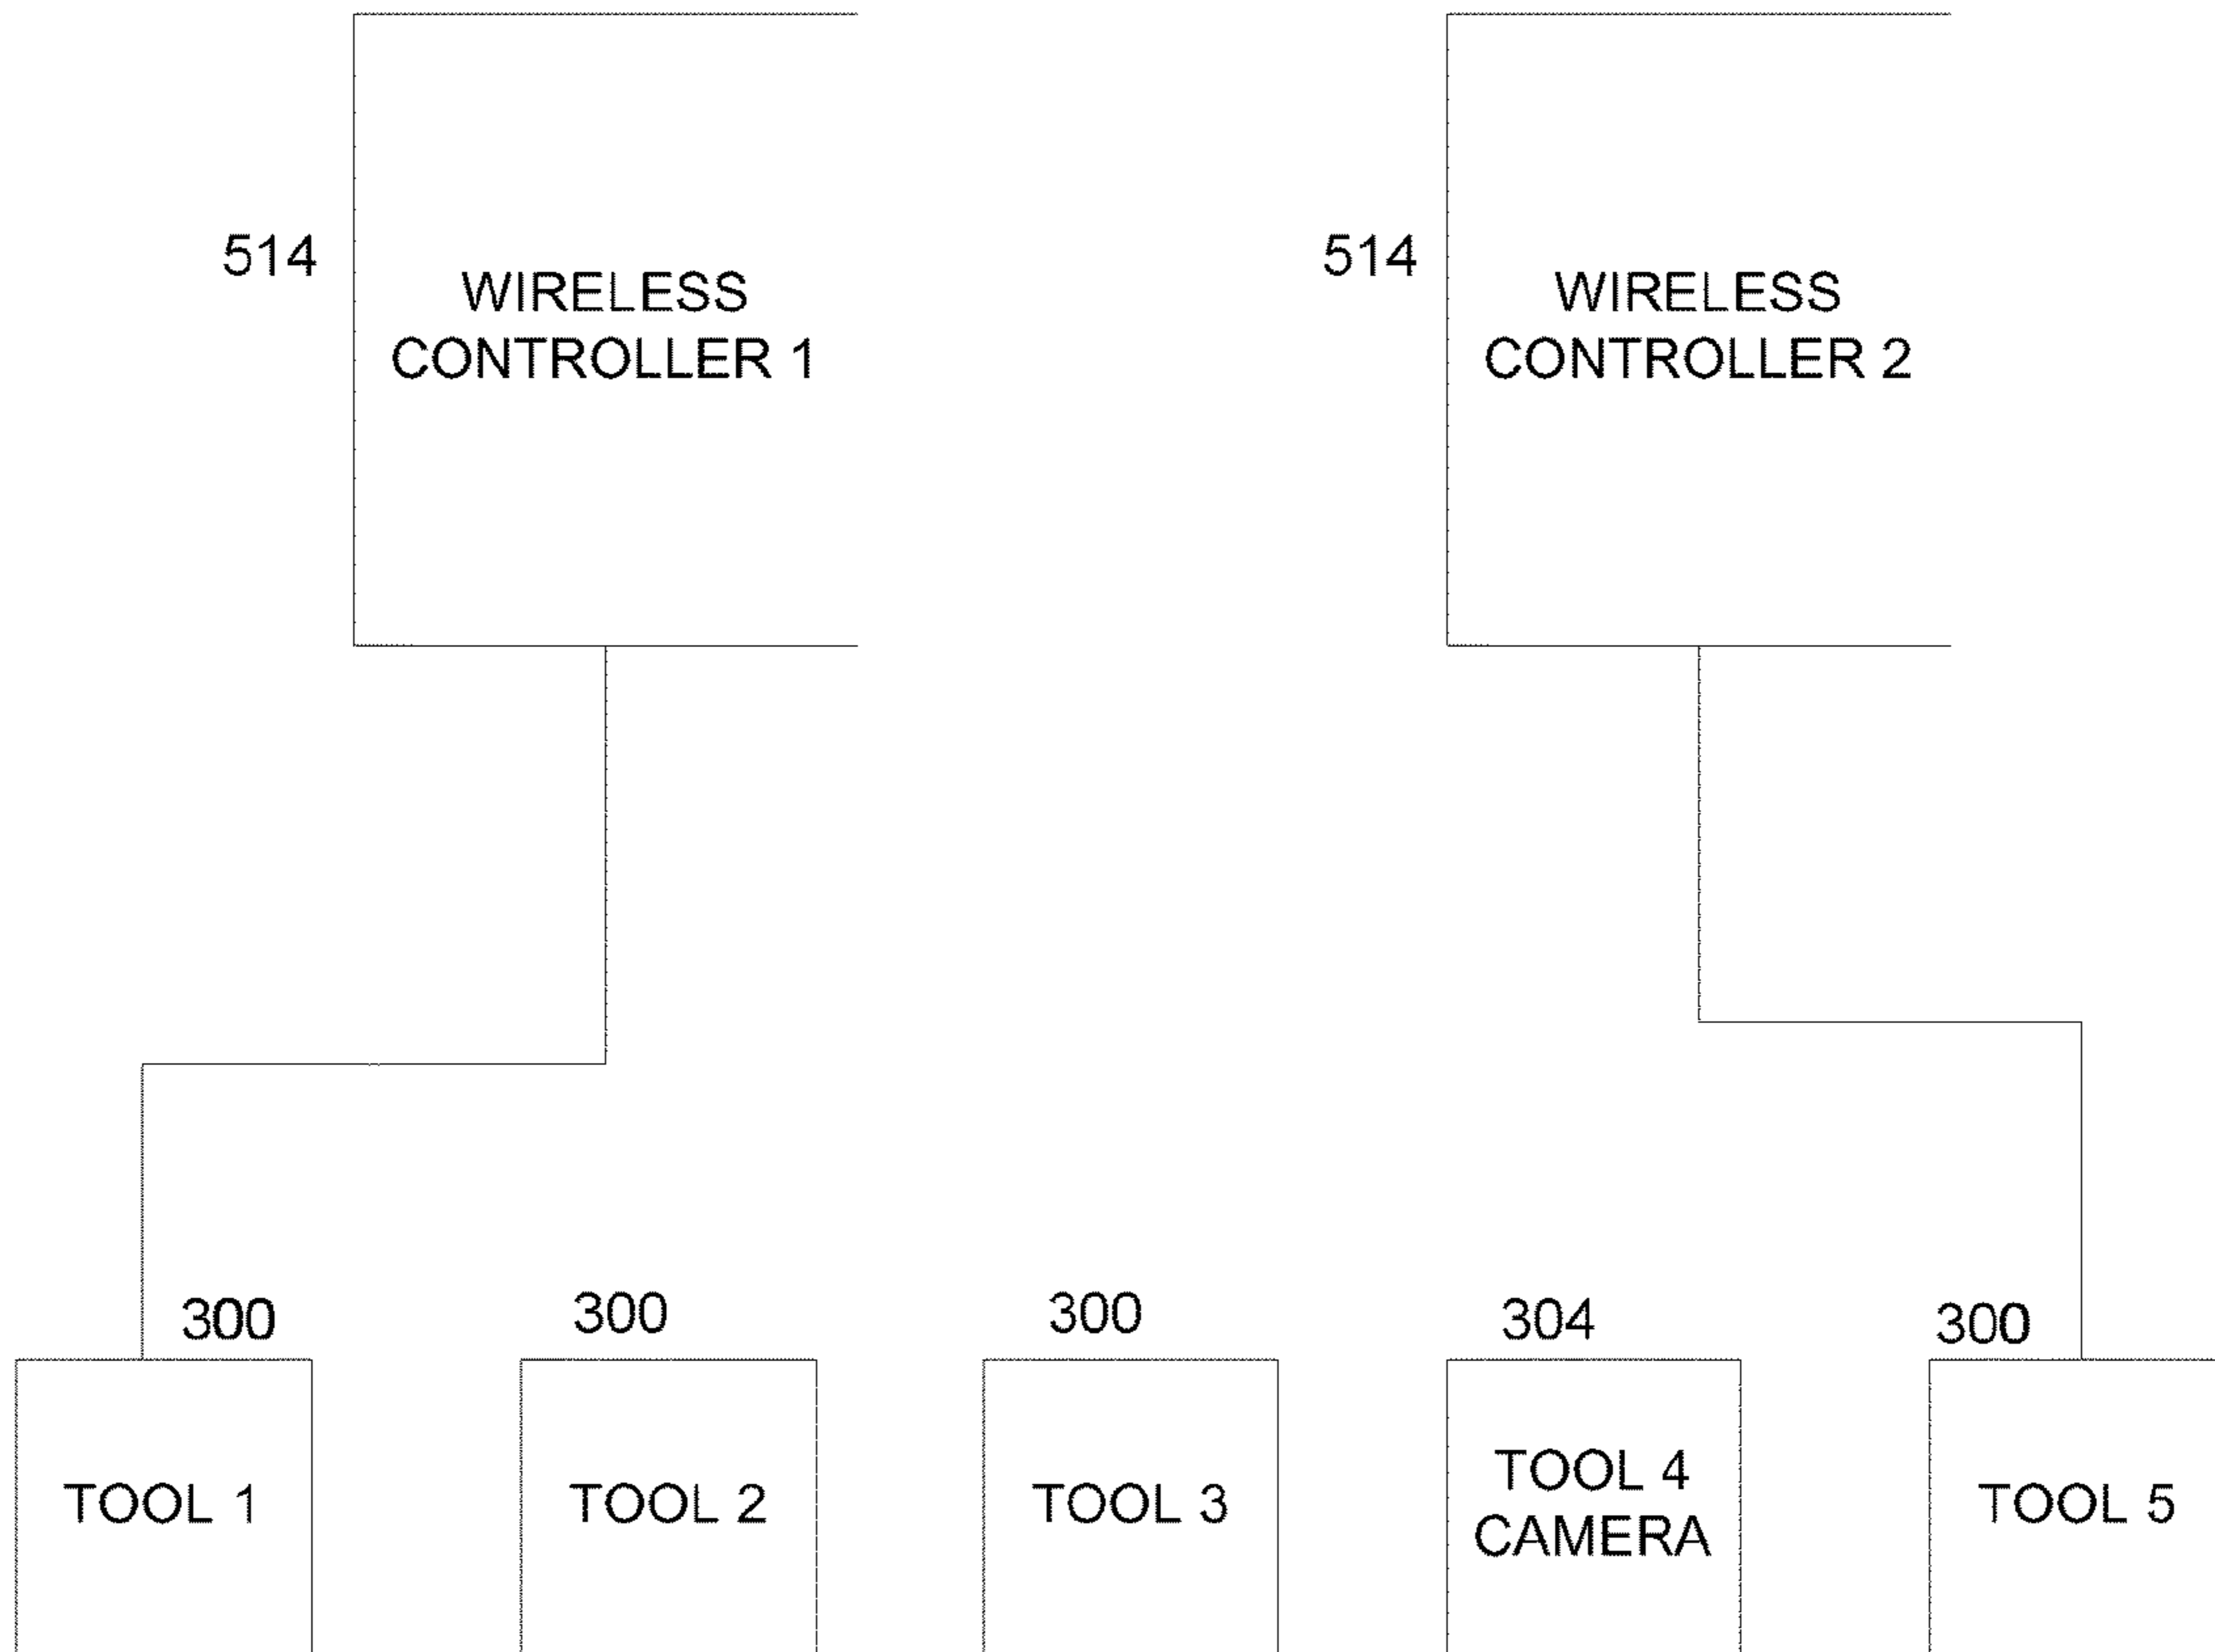 514
WIRELESS
CONTROLLER 1
514
WIRELESS
CONTROLLER 2
300
300
300
304
300
TOOL 1
TOOL 2
TOOL 3
TOOL 4
CAMERA
TOOL 5